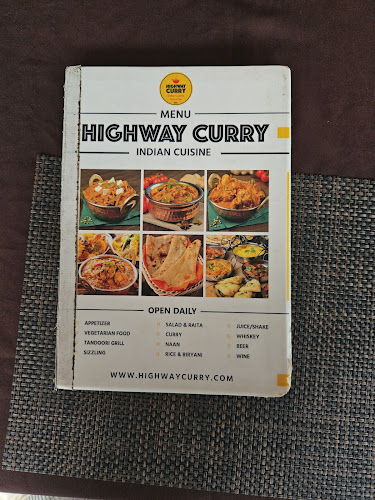 HIGHWAY
CURRY
MENU
HIGHWAY CURRY
INDIAN CUISINE
OPEN DAILY
APPETIZER
VEGETARIAN FOOD
TANDOORI GRILL
SIZZLING
SALAD & RAITA
CURRY
NAAN
RICE & BIRYANI
JUICE/SHAKE
WHISKEY
BEER
WINE
WWW.HIGHWAYCURRY.COM